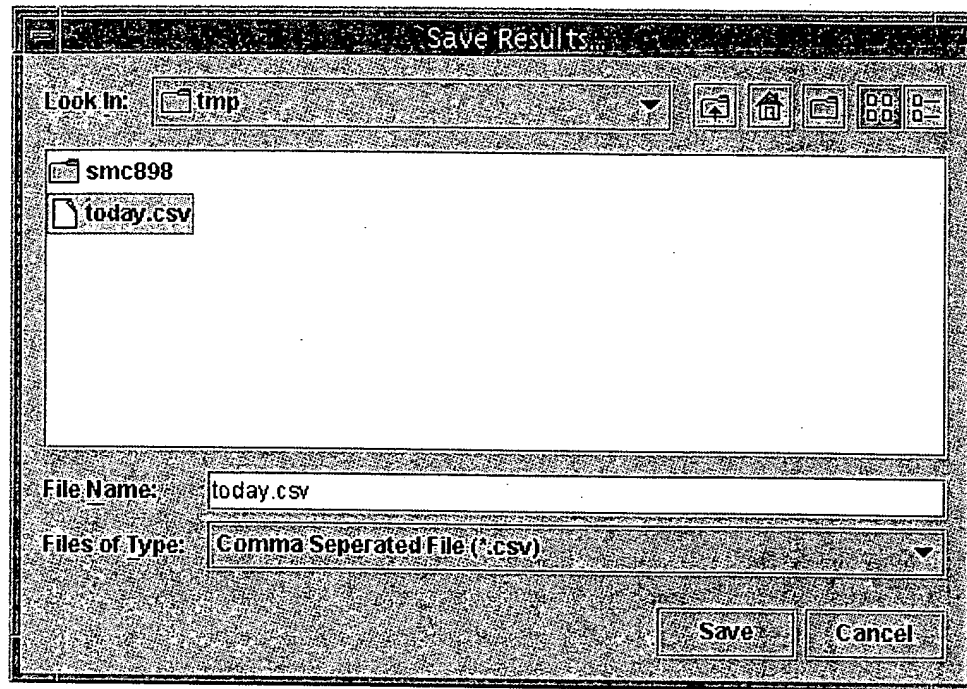 Save Results...
Look In: tmp
smc898
today.csv
File Name: today.csv
Files of Type: Comma Seperated File (*.csv)
Save Cancel